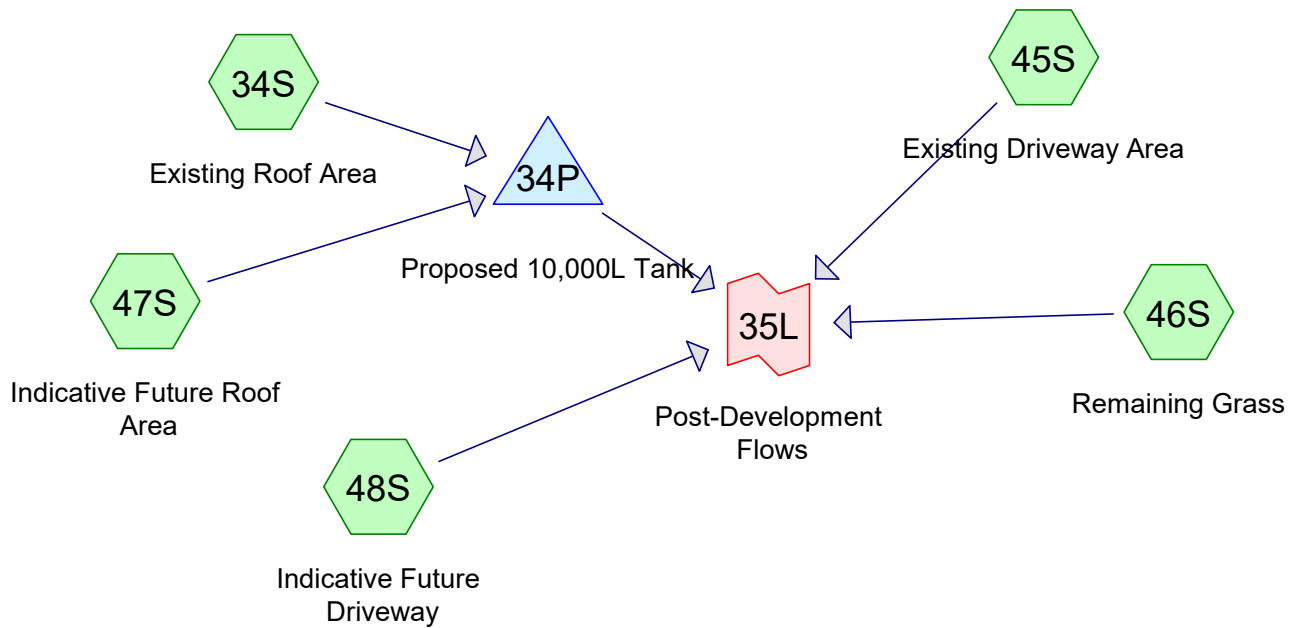 45S
34S
Existing Driveway Area
Existing Roof Area
34P
Proposed 10,000L Tank
47S
46S
35L
Indicative Future Roof
Area
Remaining Grass
Post-Development
Flows
48S
Indicative Future
Driveway